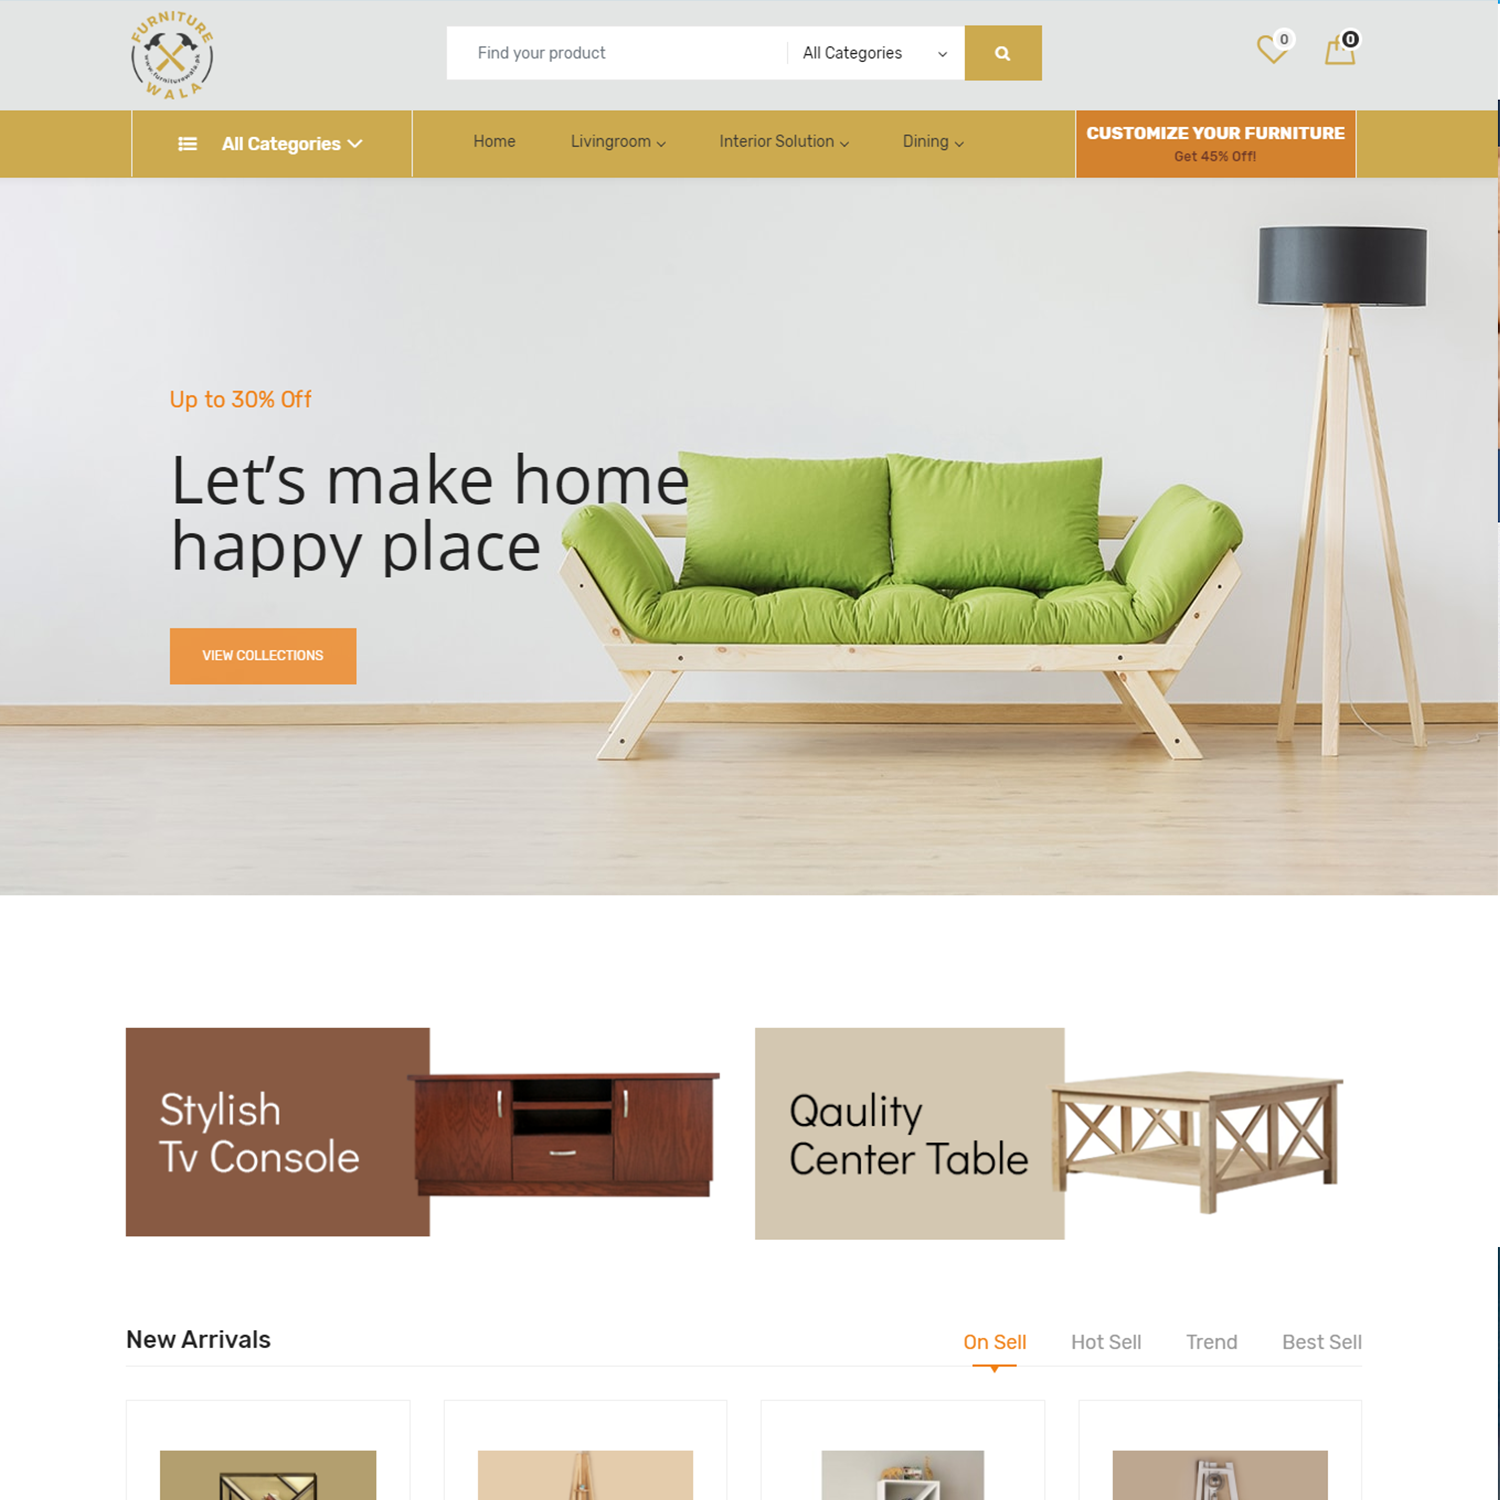 FURNITURE
www.furniturewala.pk
WALA
Find your product
All Categories
0
0
All Categories
Home
Livingroom
Interior Solution
Dining
CUSTOMIZE YOUR FURNITURE
Get 45% Off!
Up to 30% Off
Let’s make home
happy place
VIEW COLLECTIONS
Stylish
Tv Console
Qaulity
Center Table
New Arrivals
On Sell
Hot Sell
Trend
Best Sell